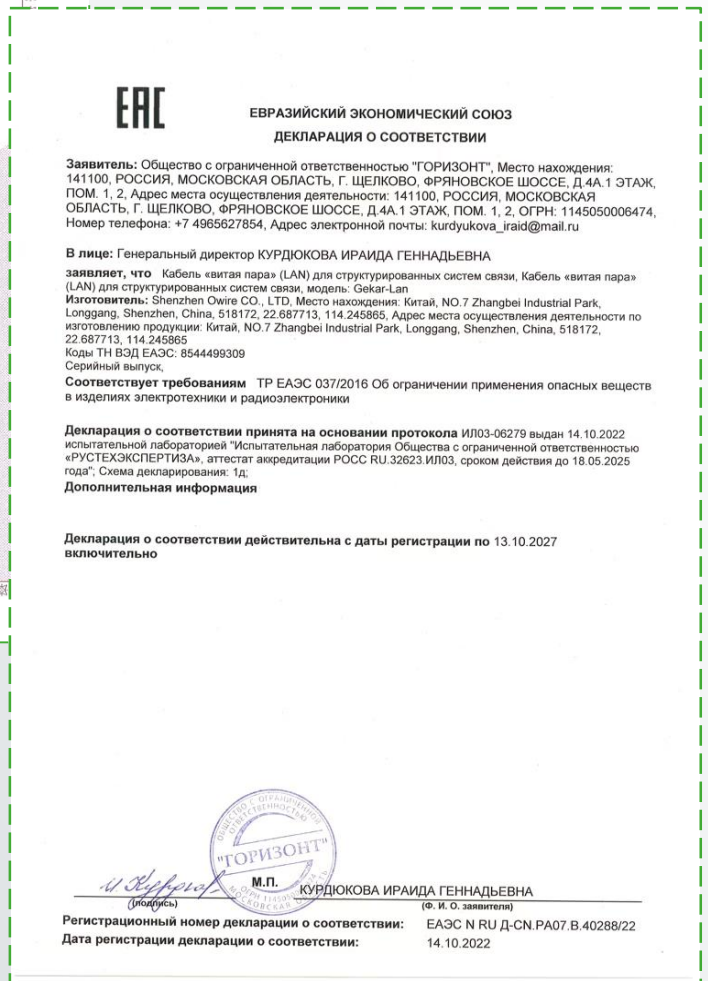 ЕАС
ЕВРАЗИЙСКИЙ ЭКОНОМИЧЕСКИЙ СОЮЗ
ДЕКЛАРАЦИЯ О СООТВЕТСТВИИ
Заявитель: Общество с ограниченной ответственностью "ГОРИЗОНТ", Место нахождения:
141100, РОССИЯ, МОСКОВСКАЯ ОБЛАСТЬ, Г. ЩЕЛКОВО, ФРЯНОВСКОЕ ШОССЕ, Д.4А.1 ЭТАЖ,
ПОМ. 1, 2, Адрес места осуществления деятельности: 141100, РОССИЯ, МОСКОВСКАЯ
ОБЛАСТЬ, Г. ЩЕЛКОВО, ФРЯНОВСКОЕ ШОССЕ, Д.4А.1 ЭТАЖ, ПОМ. 1, 2, ОГРН: 1145050006474,
Номер телефона: +7 4965627854, Адрес электронной почты: kurdyukova_iraid@mail.ru
В лице: Генеральный директор КУРДЮКОВА ИРАИДА ГЕННАДЬЕВНА
заявляет, что Кабель «витая пара» (LAN) для структурированных систем связи, Кабель «витая пара»
(LAN) для структурированных систем связи, модель: Gekar-Lan
Изготовитель: Shenzhen Owire CO., LTD, Место нахождения: Китай, NO.7 Zhangbei Industrial Park,
Longgang, Shenzhen, China, 518172, 22.687713, 114.245865, Адрес места осуществления деятельности по
изготовлению продукции: Китай, NO.7 Zhangbei Industrial Park, Longgang, Shenzhen, China, 518172,
22.687713, 114.245865
Коды ТН ВЭД ЕАЭС: 8544499309
Серийный выпуск,
Соответствует требованиям ТР ЕАЭС 037/2016 Об ограничении применения опасных веществ
в изделиях электротехники и радиоэлектроники
Декларация о соответствии принята на основании протокола ИЛ03-06279 выдан 14.10.2022
испытательной лабораторией "Испытательная лаборатория Общества с ограниченной ответственностью
«РУСТЕХЭКСПЕРТИЗА», аттестат аккредитации РОСС RU.32623.ИЛ03, сроком действия до 18.05.2025
года"; Схема декларирования: 1д;
Дополнительная информация
Декларация о соответствии действительна с даты регистрации по 13.10.2027
включительно
ОБЩЕСТВО С ОГРАНИЧЕННОЙ
ОТВЕТСТВЕННОСТЬЮ
"ГОРИЗОНТ"
МОСКОВСКАЯ ОБЛАСТЬ
М.П.
КУРДЮКОВА ИРАИДА ГЕННАДЬЕВНА
(подпись)
(Ф. И. О. заявителя)
Регистрационный номер декларации о соответствии: ЕАЭС N RU Д-CN.РА07.В.40288/22
Дата регистрации декларации о соответствии: 14.10.2022